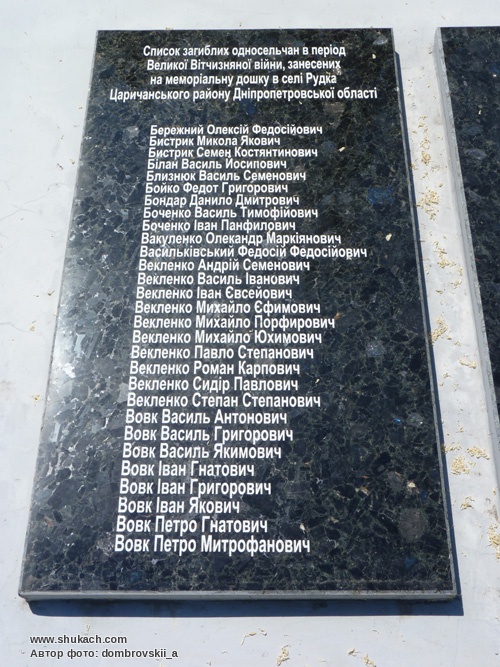 Список загиблих односельчан в період
Великої Вітчизняної війни, занесених
на меморіальну дошку в селі Рудка
Царичанського району Дніпропетровської області
Бережний Олексій Федосійович
Бистрик Микола Якович
Бистрик Семен Костянтинович
Білан Василь Йосипович
Близнюк Василь Семенович
Бойко Федот Григорович
Бондар Данило Дмитрович
Боченко Василь Тимофійович
Боченко Іван Панфилович
Вакуленко Олекандр Маркіянович
Васильківський Федосій Федосійович
Векленко Андрій Семенович
Векленко Василь Іванович
Векленко Іван Євсейович
Векленко Михайло Єфимович
Векленко Михайло Порфирович
Векленко Михайло Юхимович
Векленко Павло Степанович
Векленко Роман Карпович
Векленко Сидір Павлович
Векленко Степан Степанович
Вовк Василь Антонович
Вовк Василь Григорович
Вовк Василь Якимович
Вовк Іван Гнатович
Вовк Іван Григорович
Вовк Іван Якович
Вовк Петро Гнатович
Вовк Петро Митрофанович
www.shukach.com
Автор фото: dombrovskii_a